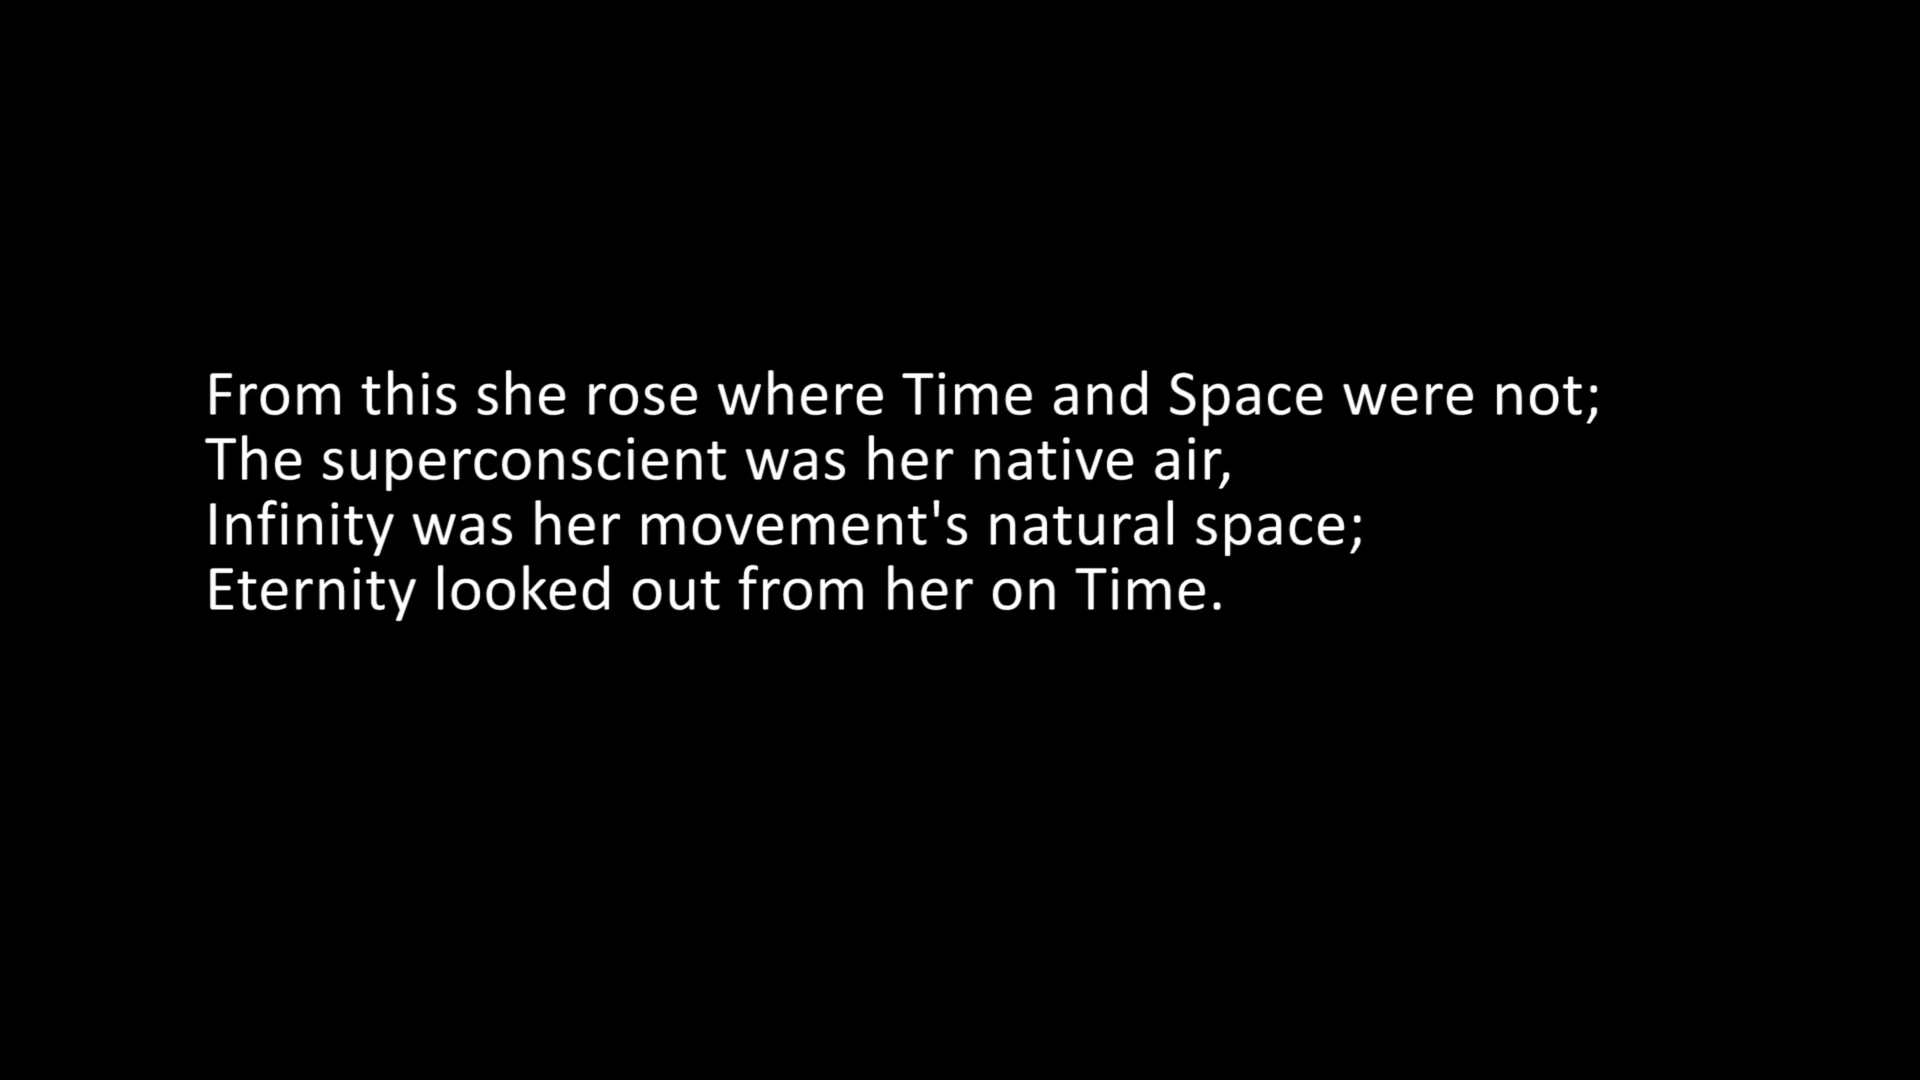 From this she rose where Time and Space were not;
The superconscient was her native air,
Infinity was her movement's natural space;
Eternity looked out from her on Time.